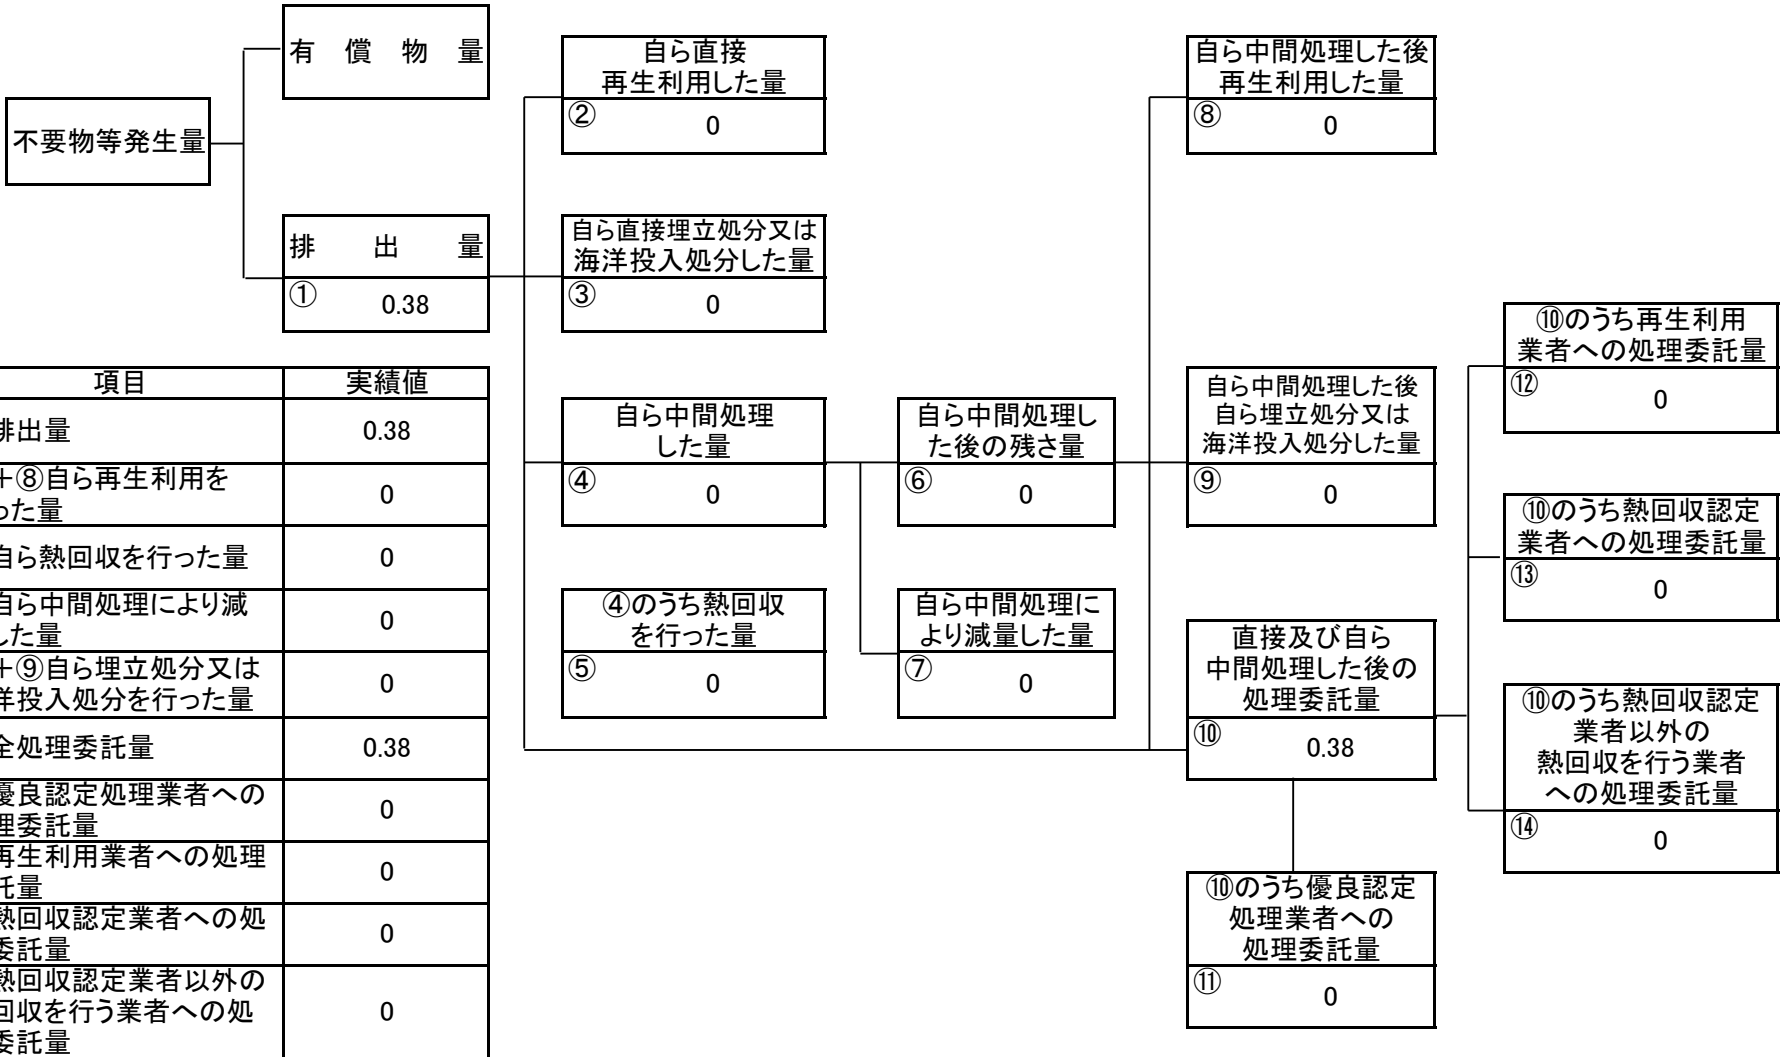 有償物量
不要物等発生量
排出量
① 0.38
自ら直接
再生利用した量
② 0
自ら直接埋立処分又は
海洋投入処分した量
③ 0
自ら中間処理
した量
④ 0
④のうち熱回収
を行った量
⑤ 0
自ら中間処理し
た後の残さ量
⑥ 0
自ら中間処理に
より減量した量
⑦ 0
自ら中間処理した後
再生利用した量
⑧ 0
自ら中間処理した後
自ら埋立処分又は
海洋投入処分した量
⑨ 0
直接及び自ら
中間処理した後の
処理委託量
⑩ 0.38
⑩のうち優良認定
処理業者への
処理委託量
⑪ 0
⑩のうち再生利用
業者への処理委託量
⑫ 0
⑩のうち熱回収認定
業者への処理委託量
⑬ 0
⑩のうち熱回収認定
業者以外の
熱回収を行う業者
への処理委託量
⑭ 0
項目 実績値
排出量 0.38
+⑧自ら再生利用を
った量 0
自ら熱回収を行った量 0
自ら中間処理により減
した量 0
+⑨自ら埋立処分又は
洋投入処分を行った量 0
全処理委託量 0.38
優良認定処理業者への
理委託量 0
再生利用業者への処理
託量 0
熱回収認定業者への処
委託量 0
熱回収認定業者以外の
回収を行う業者への処
委託量 0